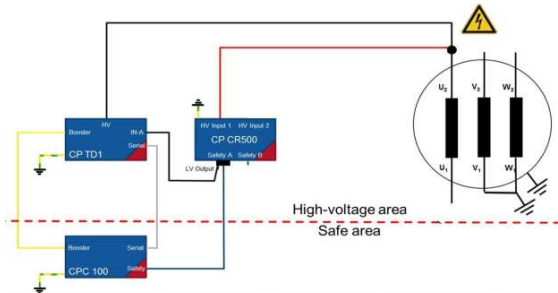 U2
V2
W2
HV
Booster
IN-A
CP TD1
Serial
HV Input 1
HV Input 2
CP CR500
Safety A
Safety B
LV Output
U1
V1
W1
High-voltage area
Safe area
Booster
Serial
CPC 100
Safety